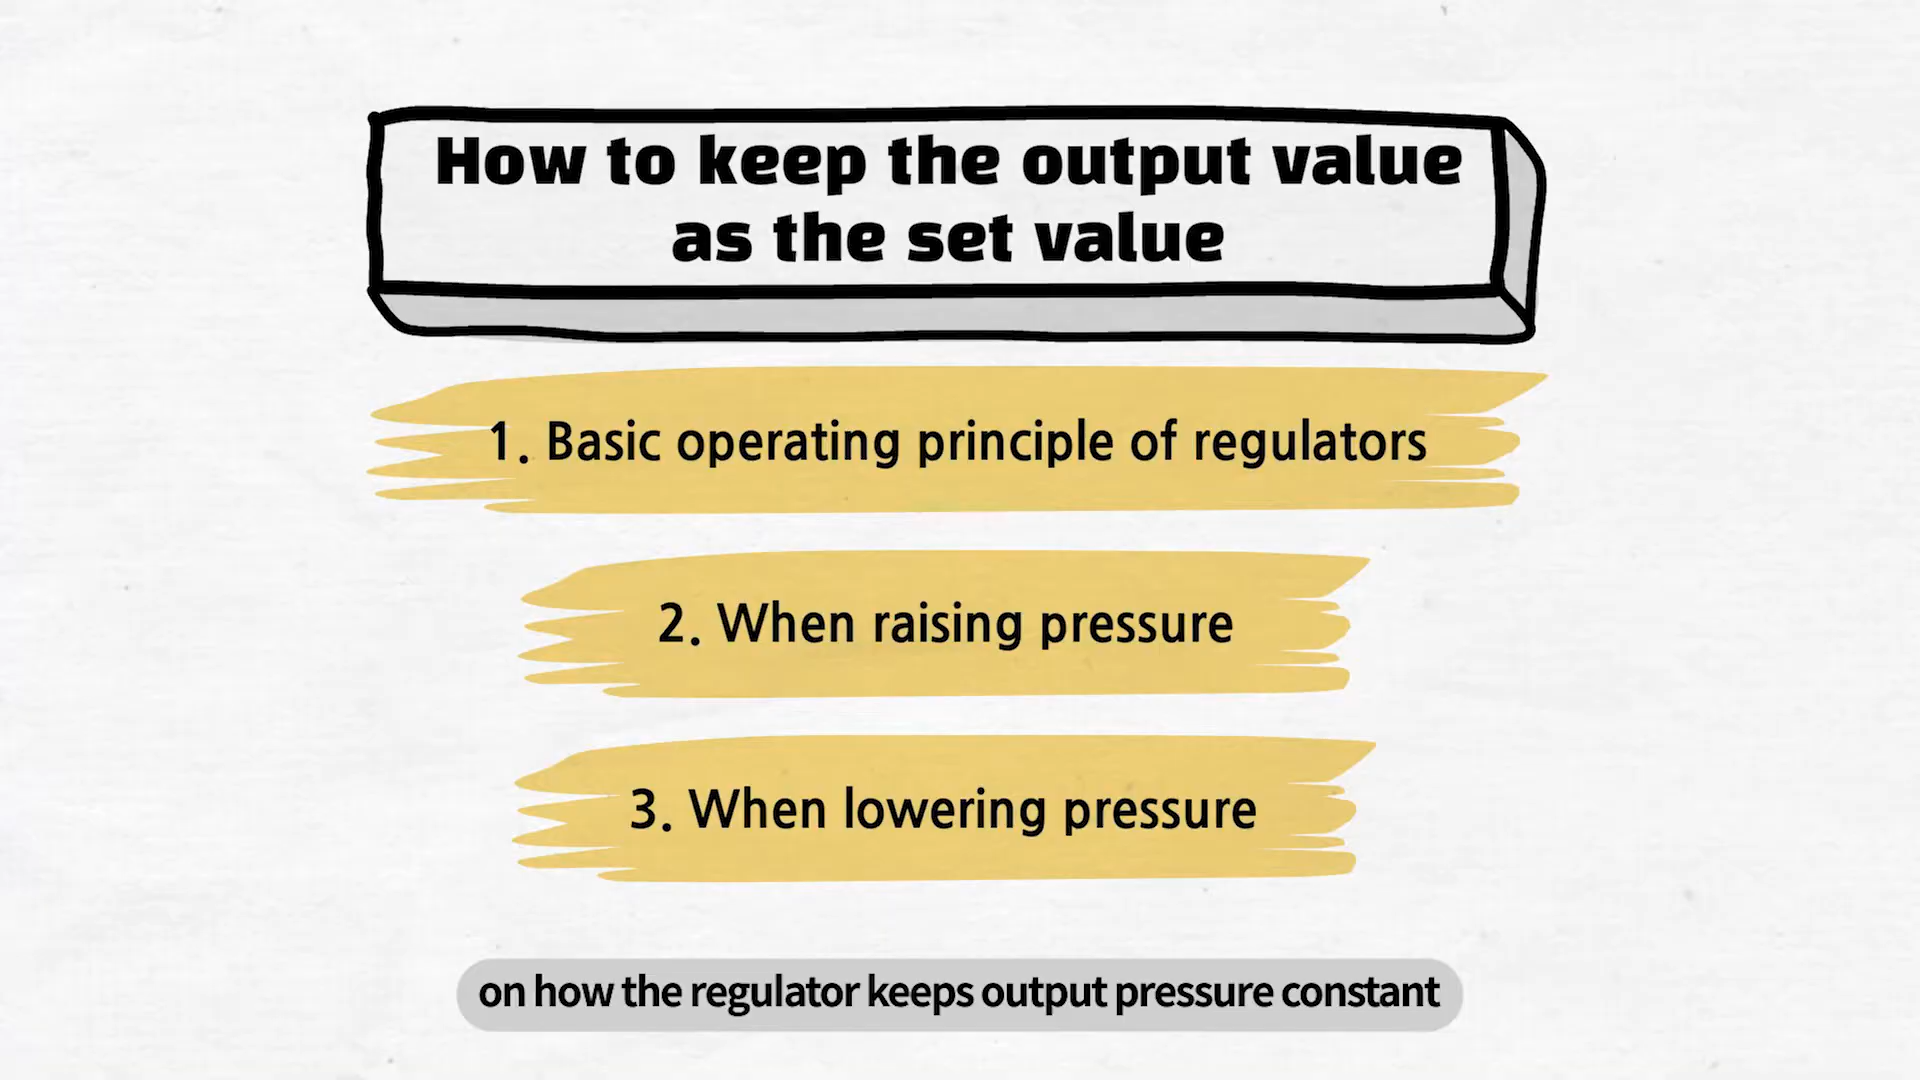 How to keep the output value
as the set value
1. Basic operating principle of regulators
2. When raising pressure
3. When lowering pressure
on how the regulator keeps output pressure constant